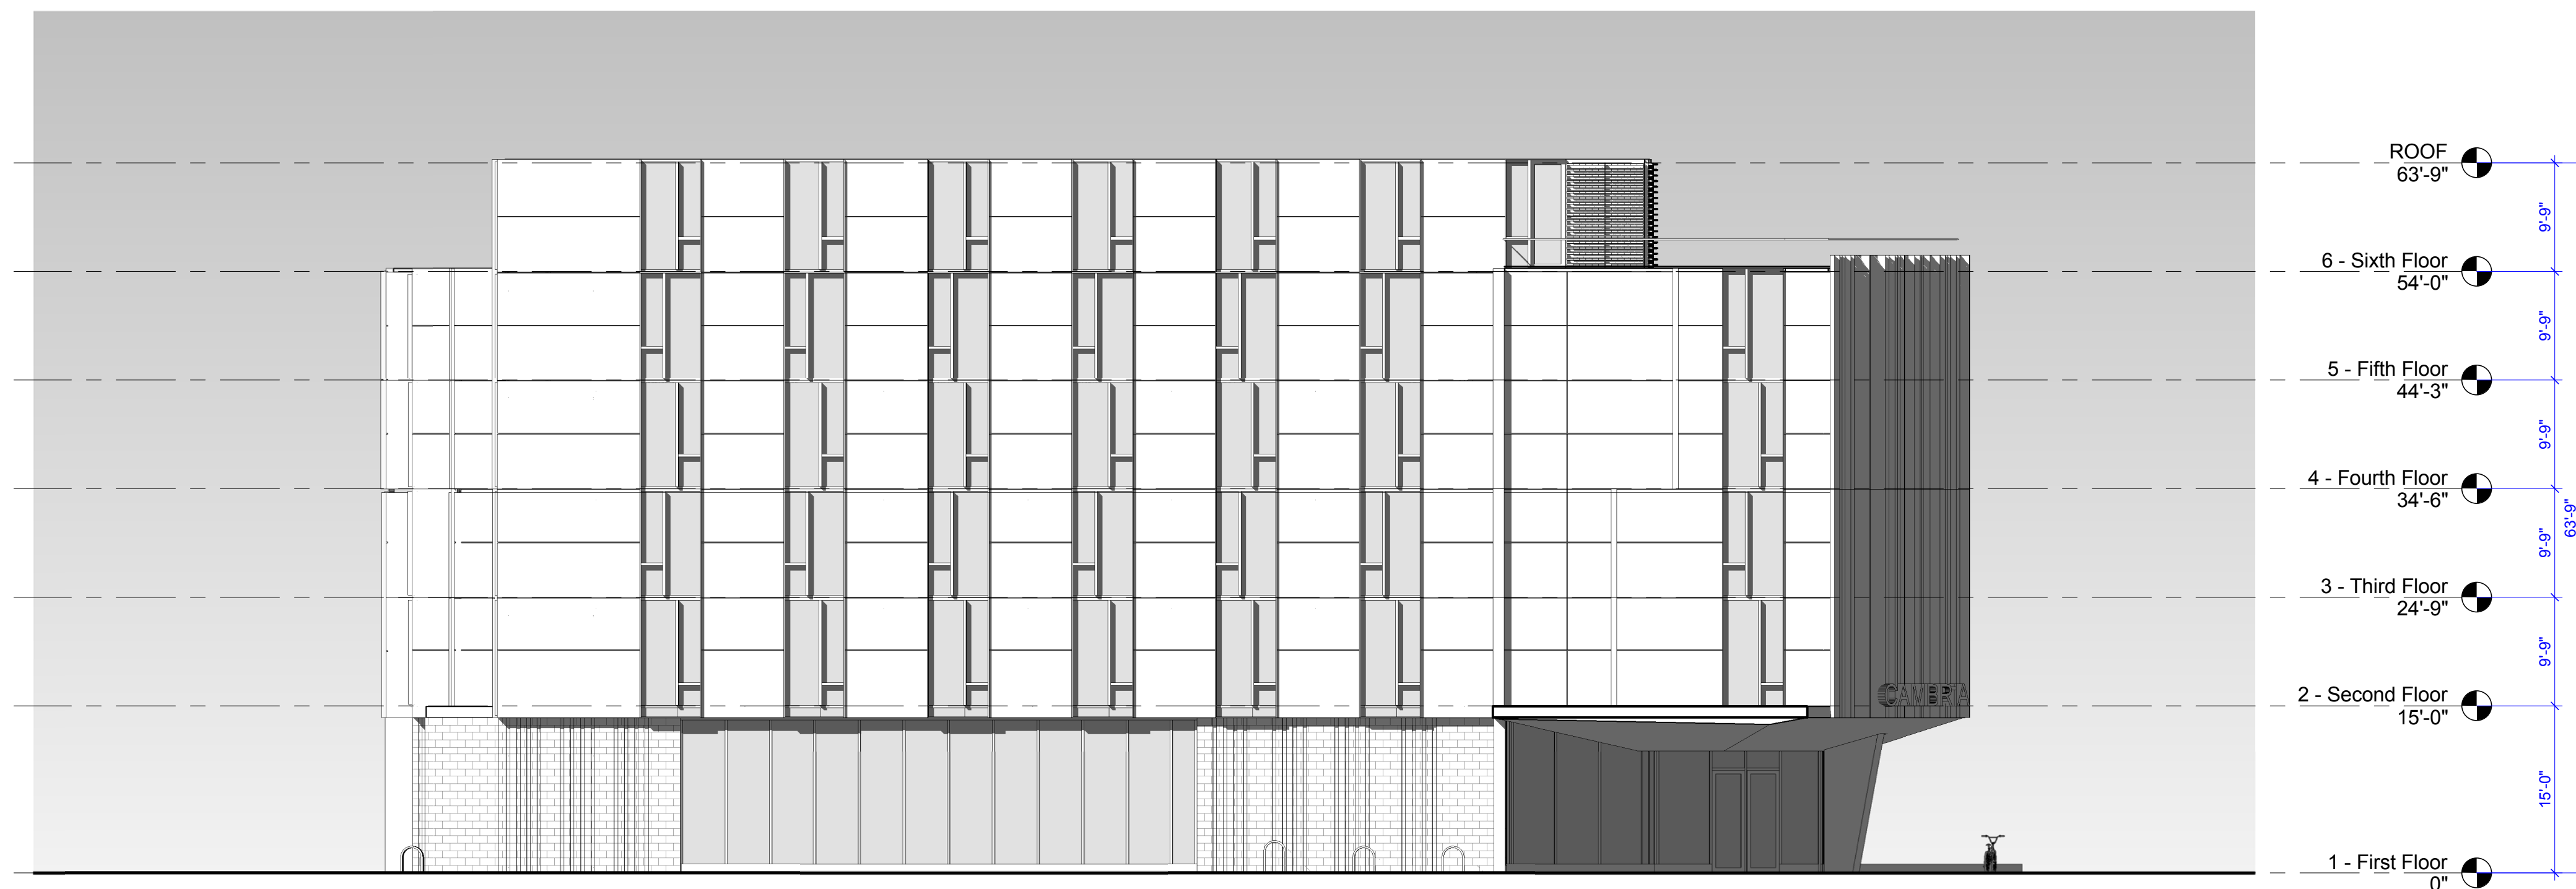 ROOF
63'-9"
9'-9"
6 - Sixth Floor
54'-0"
9'-9"
5 - Fifth Floor
44'-3"
9'-9"
4 - Fourth Floor
34'-6"
63'-9"
9'-9"
3 - Third Floor
24'-9"
9'-9"
CAMBRIA
2 - Second Floor
15'-0"
15'-0"
1 - First Floor
0"